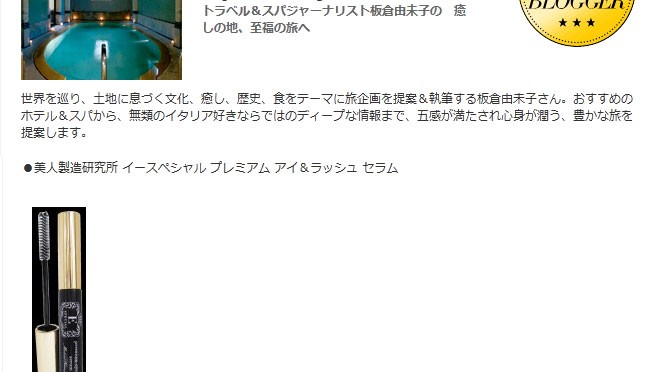 BLOGGER
トラベル＆スパジャーナリスト板倉由未子の　癒
しの地、至福の旅へ
世界を巡り、土地に息づく文化、癒し、歴史、食をテーマに旅企画を提案＆執筆する板倉由未子さん。おすすめの
ホテル＆スパから、無類のイタリア好きならではのディープな情報まで、五感が満たされ心身が潤う、豊かな旅を
提案します。
●美人製造研究所 イースペシャル プレミアム アイ＆ラッシュ セラム
E